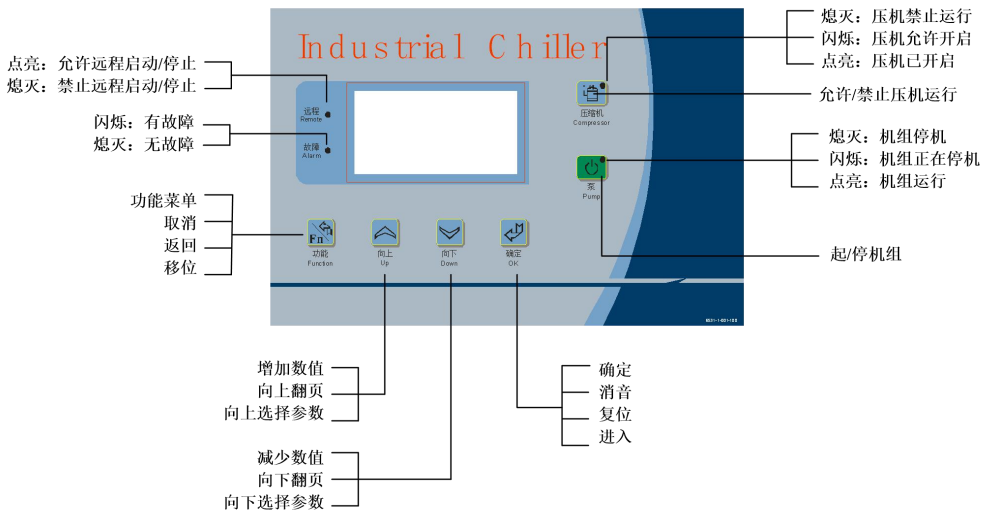 Industrial Chiller
熄灭：压机禁止运行
闪烁：压机允许开启
点亮：压机已开启
点亮：允许远程启动/停止
熄灭：禁止远程启动/停止
允许/禁止压机运行
远程
Remote
压缩机
Compressor
闪烁：有故障
熄灭：无故障
故障
Alarm
熄灭：机组停机
闪烁：机组正在停机
点亮：机组运行
泵
Pump
功能菜单
取消
返回
移位
Fn
功能
Function
向上
Up
向下
Down
确定
OK
起/停机组
6531-1-001-100
增加数值
向上翻页
向上选择参数
确定
消音
复位
进入
减少数值
向下翻页
向下选择参数